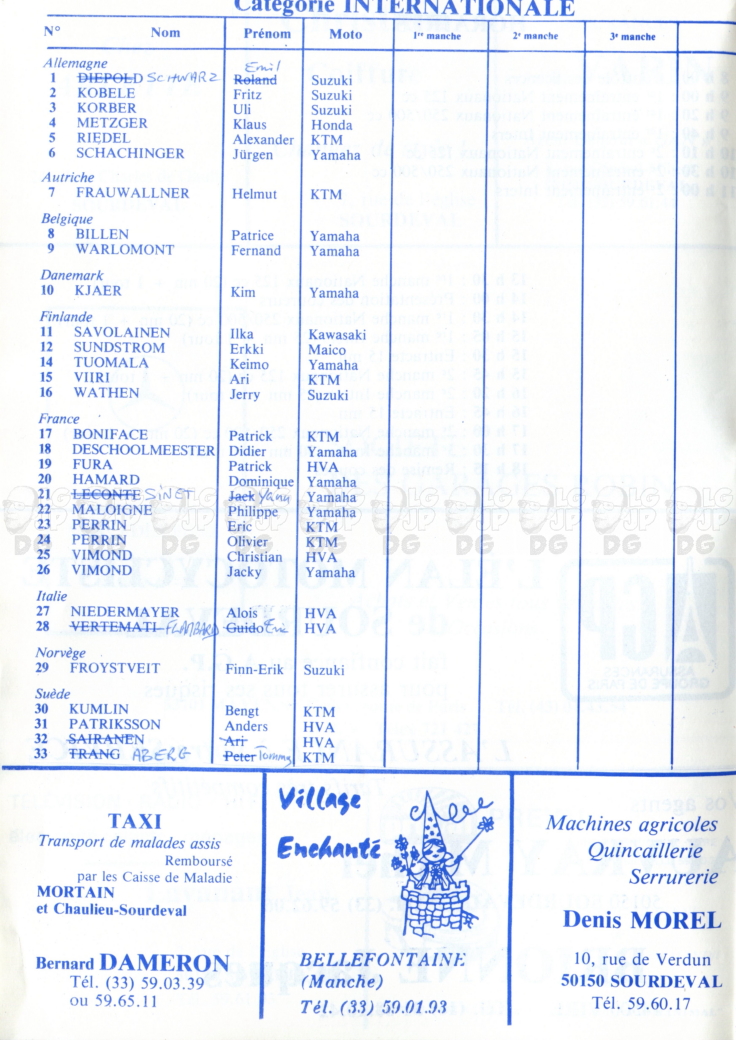 Catégorie INTERNATIONALE
N° Nom Prénom Moto 1re manche 2e manche 3e manche
Allemagne
1 DIEPOLD SCHWARZ Roland Emil Suzuki
2 KOBELE Fritz Suzuki
3 KORBER Uli Suzuki
4 METZGER Klaus Honda
5 RIEDEL Alexander KTM
6 SCHACHINGER Jürgen Yamaha
Autriche
7 FRAUWALLNER Helmut KTM
Belgique
8 BILLEN Patrice Yamaha
9 WARLOMONT Fernand Yamaha
Danemark
10 KJAER Kim Yamaha
Finlande
11 SAVOLAINEN Ilka Kawasaki
12 SUNDSTROM Erkki Maico
14 TUOMALA Keimo Yamaha
15 VIIRI Ari KTM
16 WATHEN Jerry Suzuki
France
17 BONIFACE Patrick KTM
18 DESCHOOLMEESTER Didier Yamaha
19 FURA Patrick HVA
20 HAMARD Dominique Yamaha
21 LECONTE SINET Jack Yann Yamaha
22 MALOIGNE Philippe Yamaha
23 PERRIN Eric KTM
24 PERRIN Olivier KTM
25 VIMOND Christian HVA
26 VIMOND Jacky Yamaha
Italie
27 NIEDERMAYER Alois HVA
28 VERTEMATI FLAMBARD Guido Eric HVA
Norvège
29 FROYSTVEIT Finn-Erik Suzuki
Suède
30 KUMLIN Bengt KTM
31 PATRIKSSON Anders HVA
32 SAIRANEN Ari HVA
33 TRANG ABERG Peter Tommy KTM
LG JP DG
TAXI
Transport de malades assis
Remboursé
par les Caisse de Maladie
MORTAIN
et Chaulieu-Sourdeval
Bernard DAMERON
Tél. (33) 59.03.39
ou 59.65.11
Village
Enchanté
BELLEFONTAINE
(Manche)
Tél. (33) 59.01.93
Machines agricoles
Quincaillerie
Serrurerie
Denis MOREL
10, rue de Verdun
50150 SOURDEVAL
Tél. 59.60.17